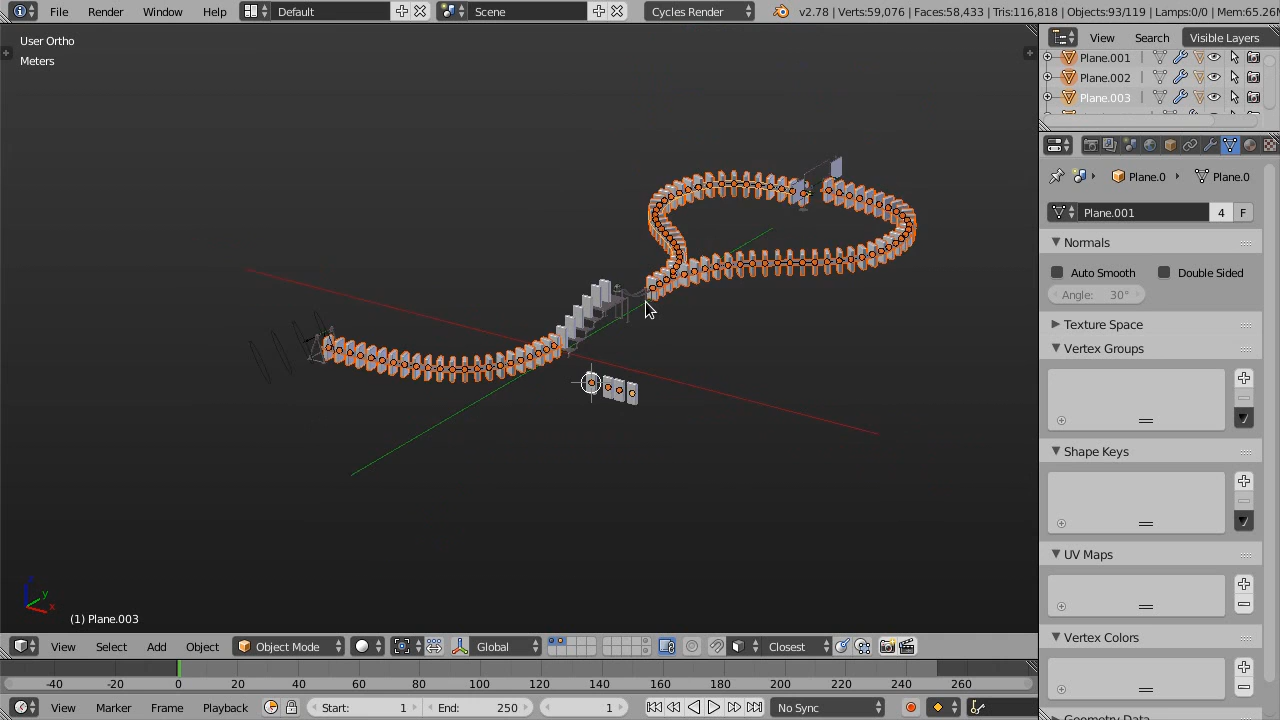 File Render Window Help Default Scene Cycles Render v2.78 | Verts:59,076 | Faces:58,433 | Tris:116,818 | Objects:93/119 | Lamps:0/0 | Mem:65.26M
User Ortho
Meters
View Search Visible Layers
Plane.001
Plane.002
Plane.003
Plane.0 Plane.0
Plane.001 4 F
Normals
Auto Smooth Double Sided
Angle: 30°
Texture Space
Vertex Groups
Shape Keys
UV Maps
Vertex Colors
z
y
x
(1) Plane.003
View Select Add Object Object Mode Global Closest
-40 -20 0 20 40 60 80 100 120 140 160 180 200 220 240 260
View Marker Frame Playback Start: 1 End: 250 1 No Sync